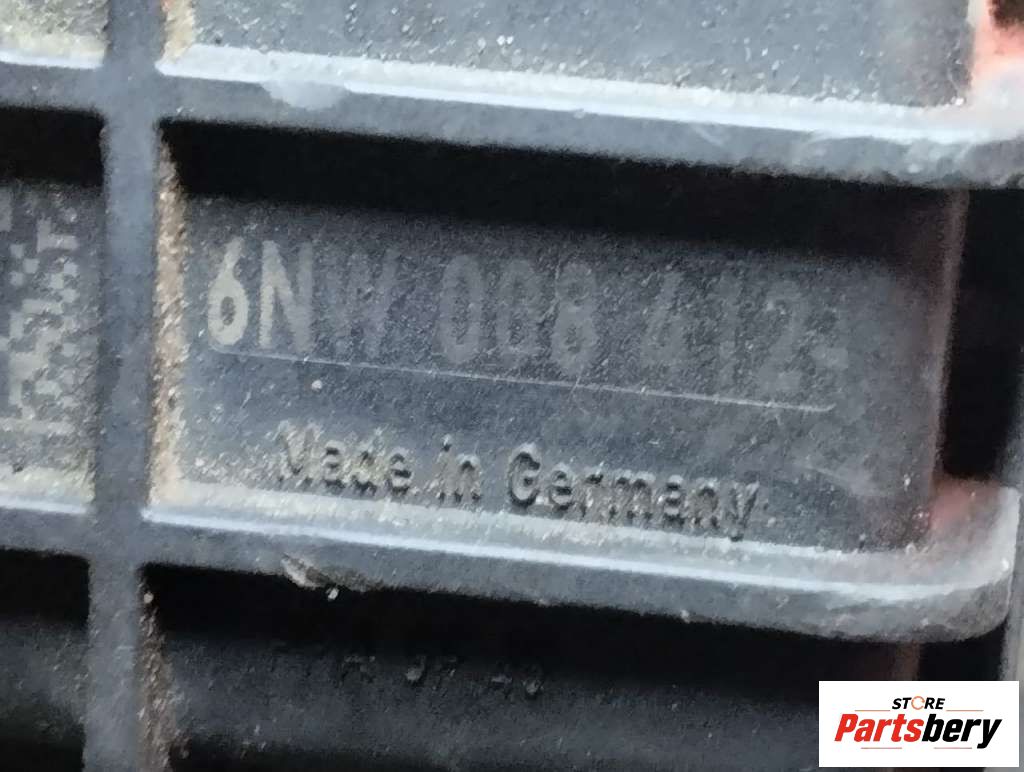 6NW 008 412-
Made in Germany
STORE
Partsbery